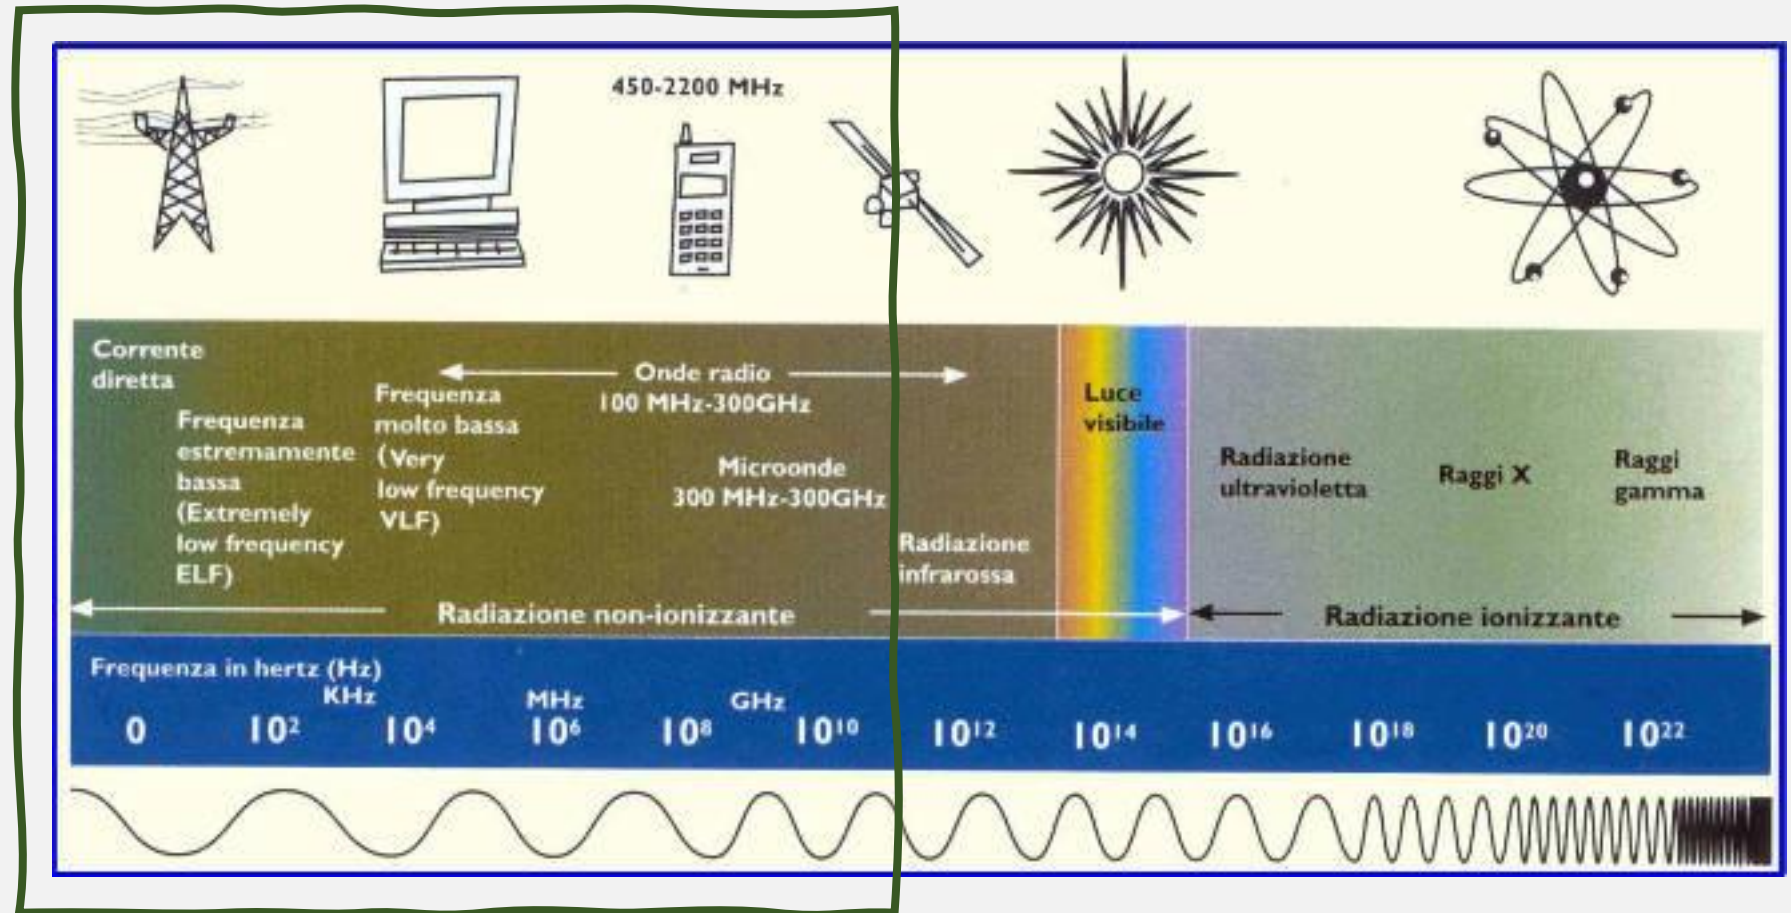 450-2200 MHz
Corrente
diretta
Frequenza
estremamente
bassa
(Extremely
low frequency
ELF)
Frequenza
molto bassa
(Very
low frequency
VLF)
Onde radio
100 MHz-300GHz
Microonde
300 MHz-300GHz
Radiazione
infrarossa
Luce
visibile
Radiazione
ultravioletta
Raggi X
Raggi
gamma
Radiazione non-ionizzante
Radiazione ionizzante
Frequenza in hertz (Hz)
KHz MHz GHz
0 10² 10⁴ 10⁶ 10⁸ 10¹⁰ 10¹² 10¹⁴ 10¹⁶ 10¹⁸ 10²⁰ 10²²